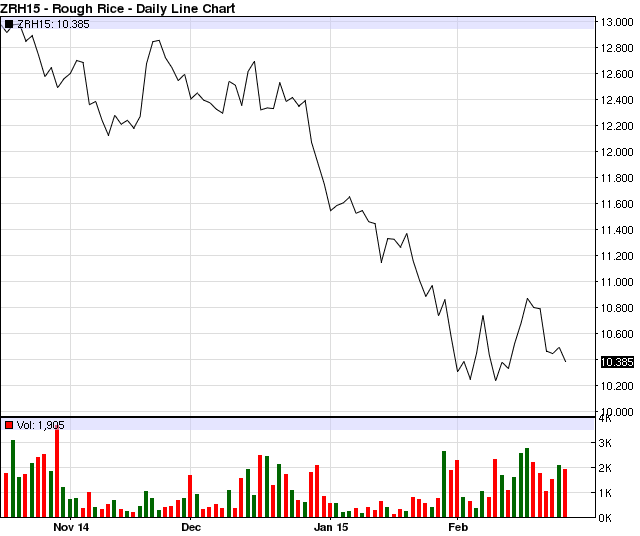 ZRH15 - Rough Rice - Daily Line Chart
ZRH15: 10.385
13.000
12.800
12.600
12.400
12.200
12.000
11.800
11.600
11.400
11.200
11.000
10.800
10.600
10.385
10.200
10.000
Vol: 1,905
4K
3K
2K
1K
0K
Nov 14 Dec Jan 15 Feb